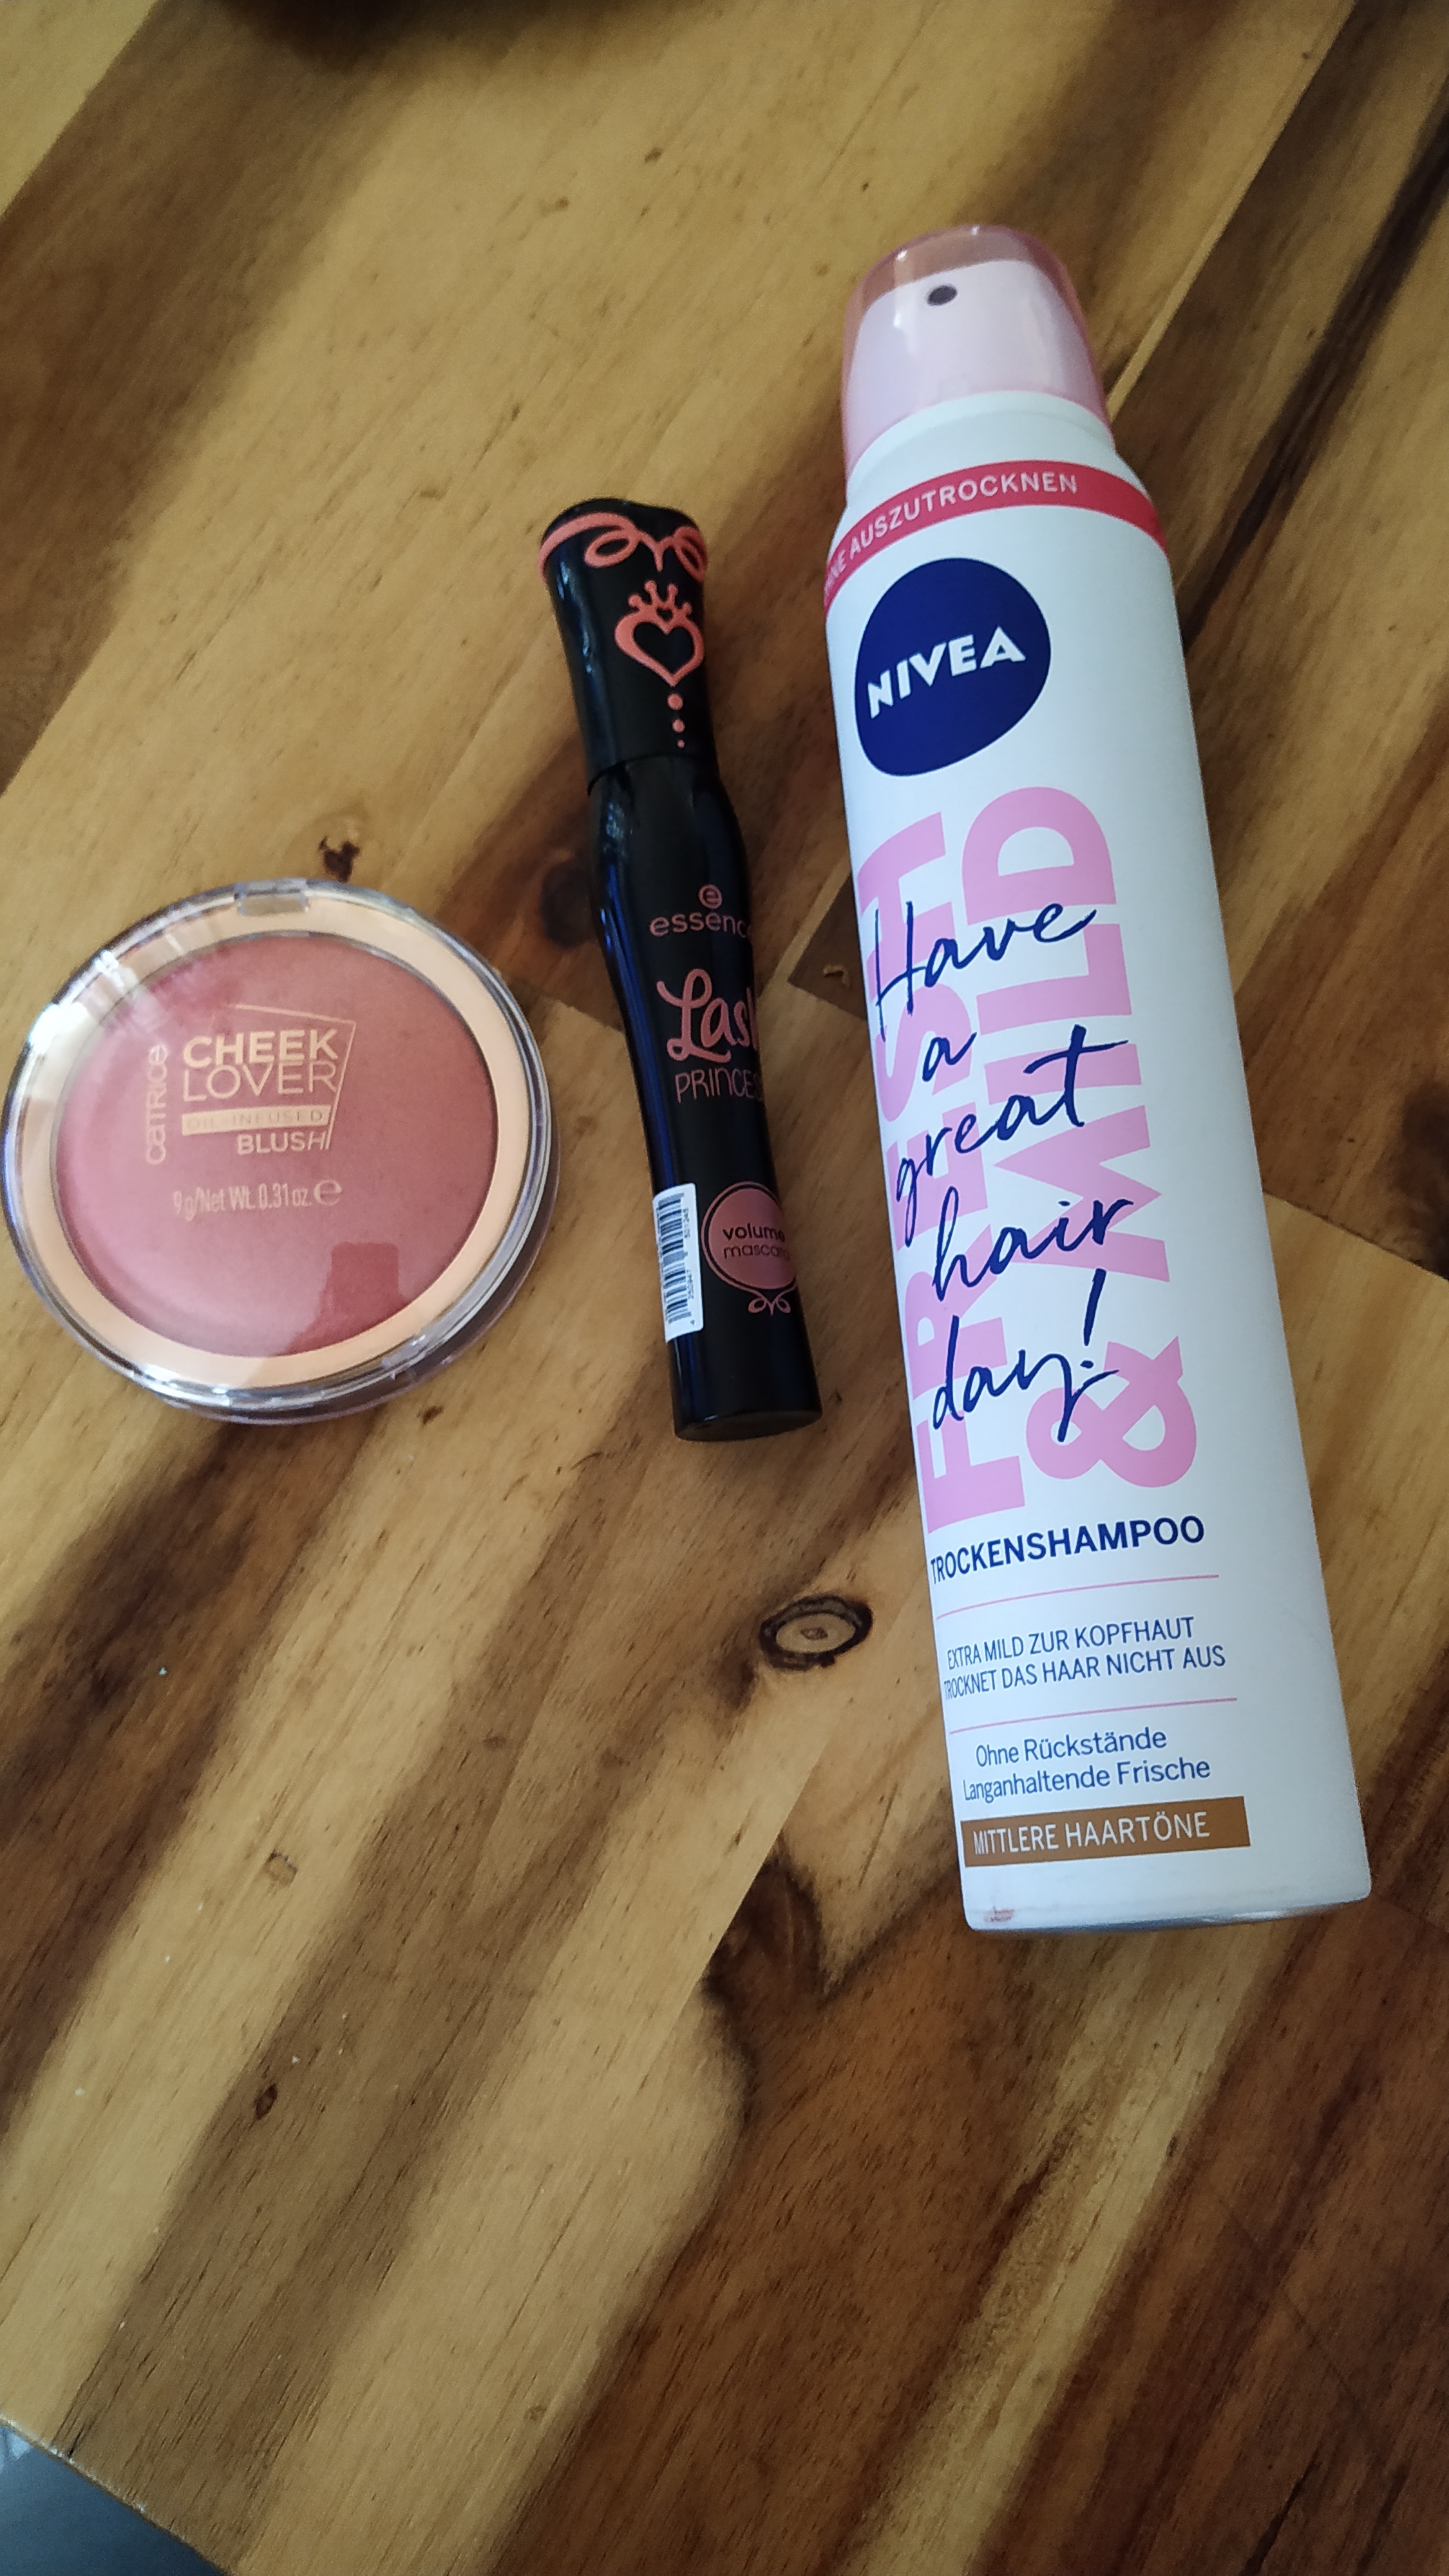 catrice
CHEEK
LOVER
OIL-INFUSED
BLUSH
9 g/Net Wt. 0.31 oz. e
essence
Lash
PRINCESS
volume
mascara
AUSZUTROCKNEN
NIVEA
FRESH
& MILD
Have
a
great
hair
day!
TROCKENSHAMPOO
EXTRA MILD ZUR KOPFHAUT
TROCKNET DAS HAAR NICHT AUS
Ohne Rückstände
Langanhaltende Frische
MITTLERE HAARTÖNE